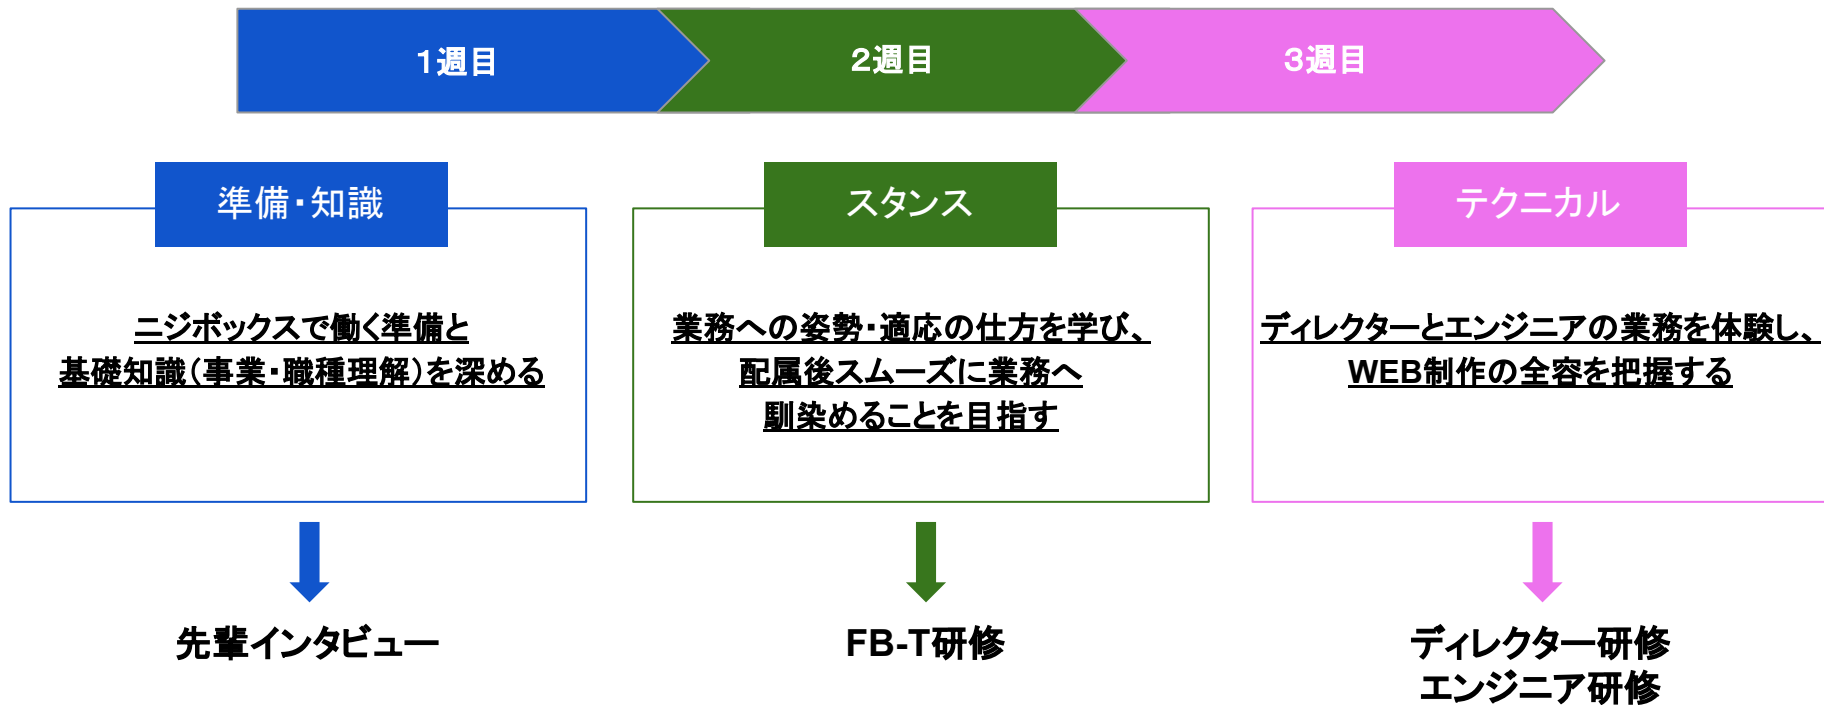 1週目
2週目
3週目
準備・知識
スタンス
テクニカル
ニジボックスで働く準備と
基礎知識（事業・職種理解）を深める
業務への姿勢・適応の仕方を学び、
配属後スムーズに業務へ
馴染めることを目指す
ディレクターとエンジニアの業務を体験し、
WEB制作の全容を把握する
先輩インタビュー
FB-T研修
ディレクター研修
エンジニア研修